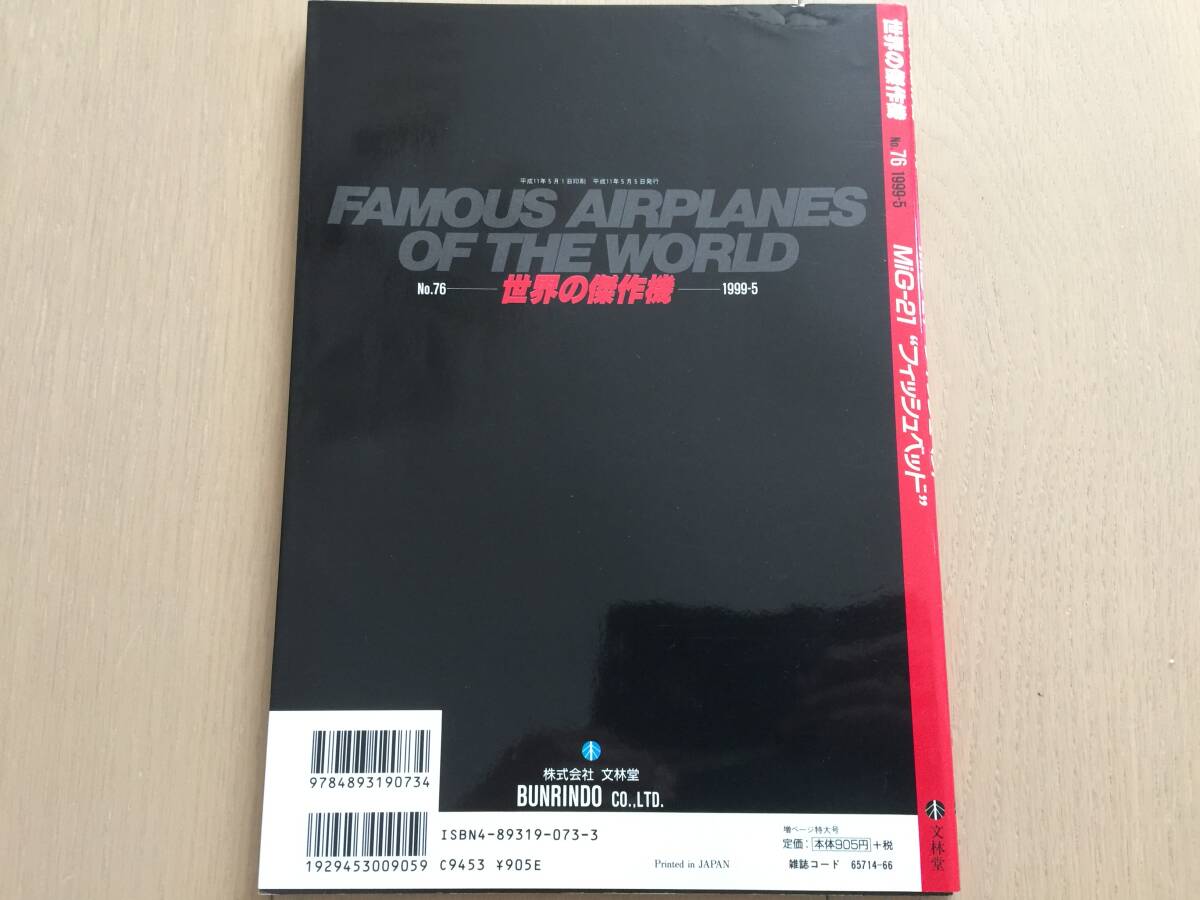 平成11年5月1日印刷 平成11年5月5日発行
FAMOUS AIRPLANES
OF THE WORLD
No.76 世界の傑作機 1999-5
株式会社 文林堂
BUNRINDO CO.,LTD.
9784893190734
1929453009059
ISBN4-89319-073-3
C9453 ¥905E
Printed in JAPAN
増ページ特大号
定価:本体905円+税
雑誌コード 65714-66
世界の傑作機 No.76 1999-5 MiG-21 “フィッシュベッド” 文林堂